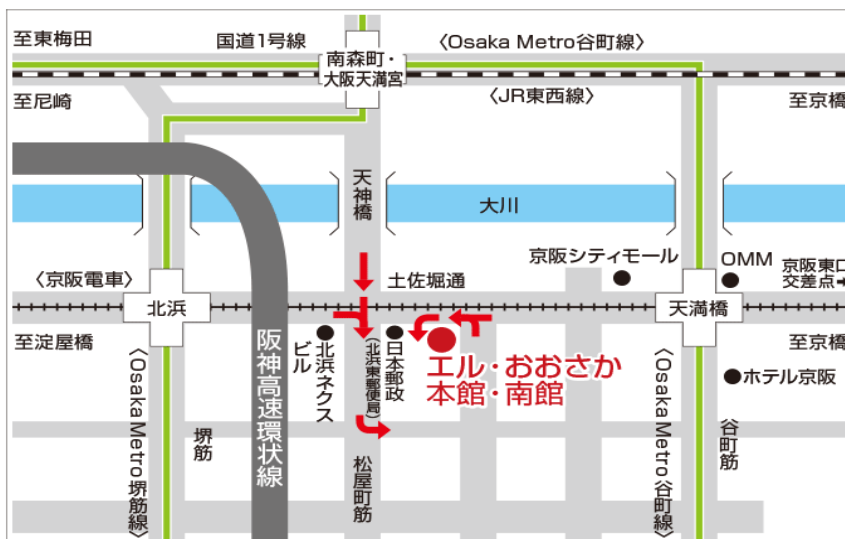 至東梅田
国道1号線
〈Osaka Metro谷町線〉
南森町・
大阪天満宮
至尼崎
〈JR東西線〉
至京橋
天神橋
大川
京阪シティモール
OMM
京阪東口
交差点
〈京阪電車〉
土佐堀通
北浜
天満橋
至淀屋橋
至京橋
阪神高速環状線
北浜ネクス
ビル
日本郵政
(北浜東郵便局)
エル・おおさか
本館・南館
ホテル京阪
〈Osaka Metro堺筋線〉
堺筋
松屋町筋
〈Osaka Metro谷町線〉
谷町筋